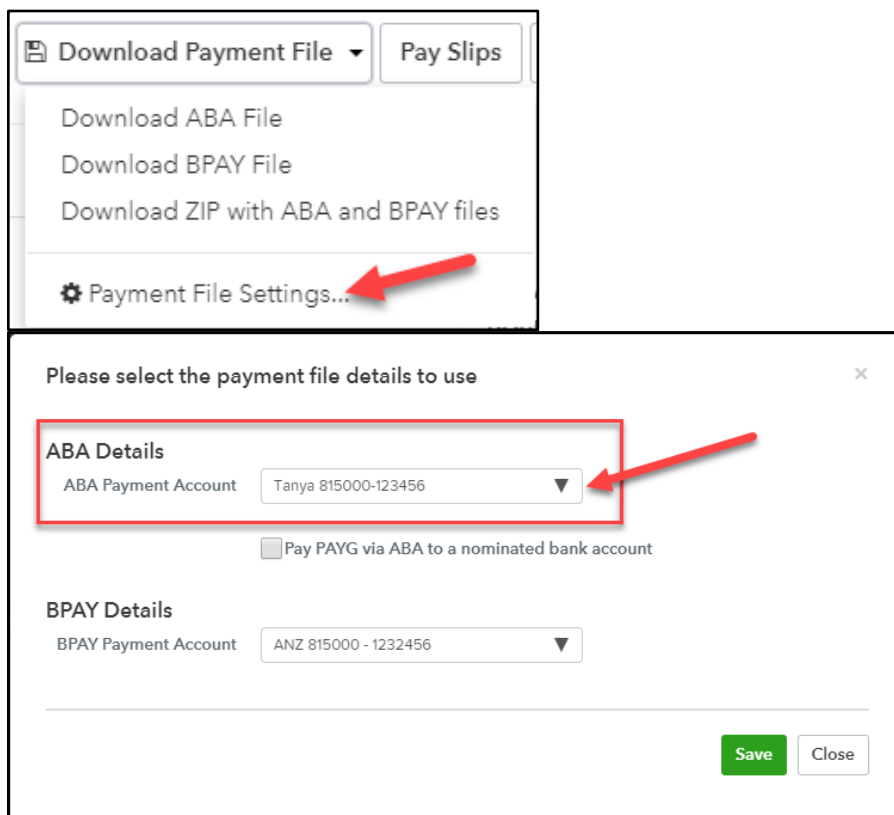 Download Payment File
Pay Slips
Download ABA File
Download BPAY File
Download ZIP with ABA and BPAY files
Payment File Settings...
Please select the payment file details to use
×
ABA Details
ABA Payment Account
Tanya 815000-123456
Pay PAYG via ABA to a nominated bank account
BPAY Details
BPAY Payment Account
ANZ 815000 - 1232456
Save
Close